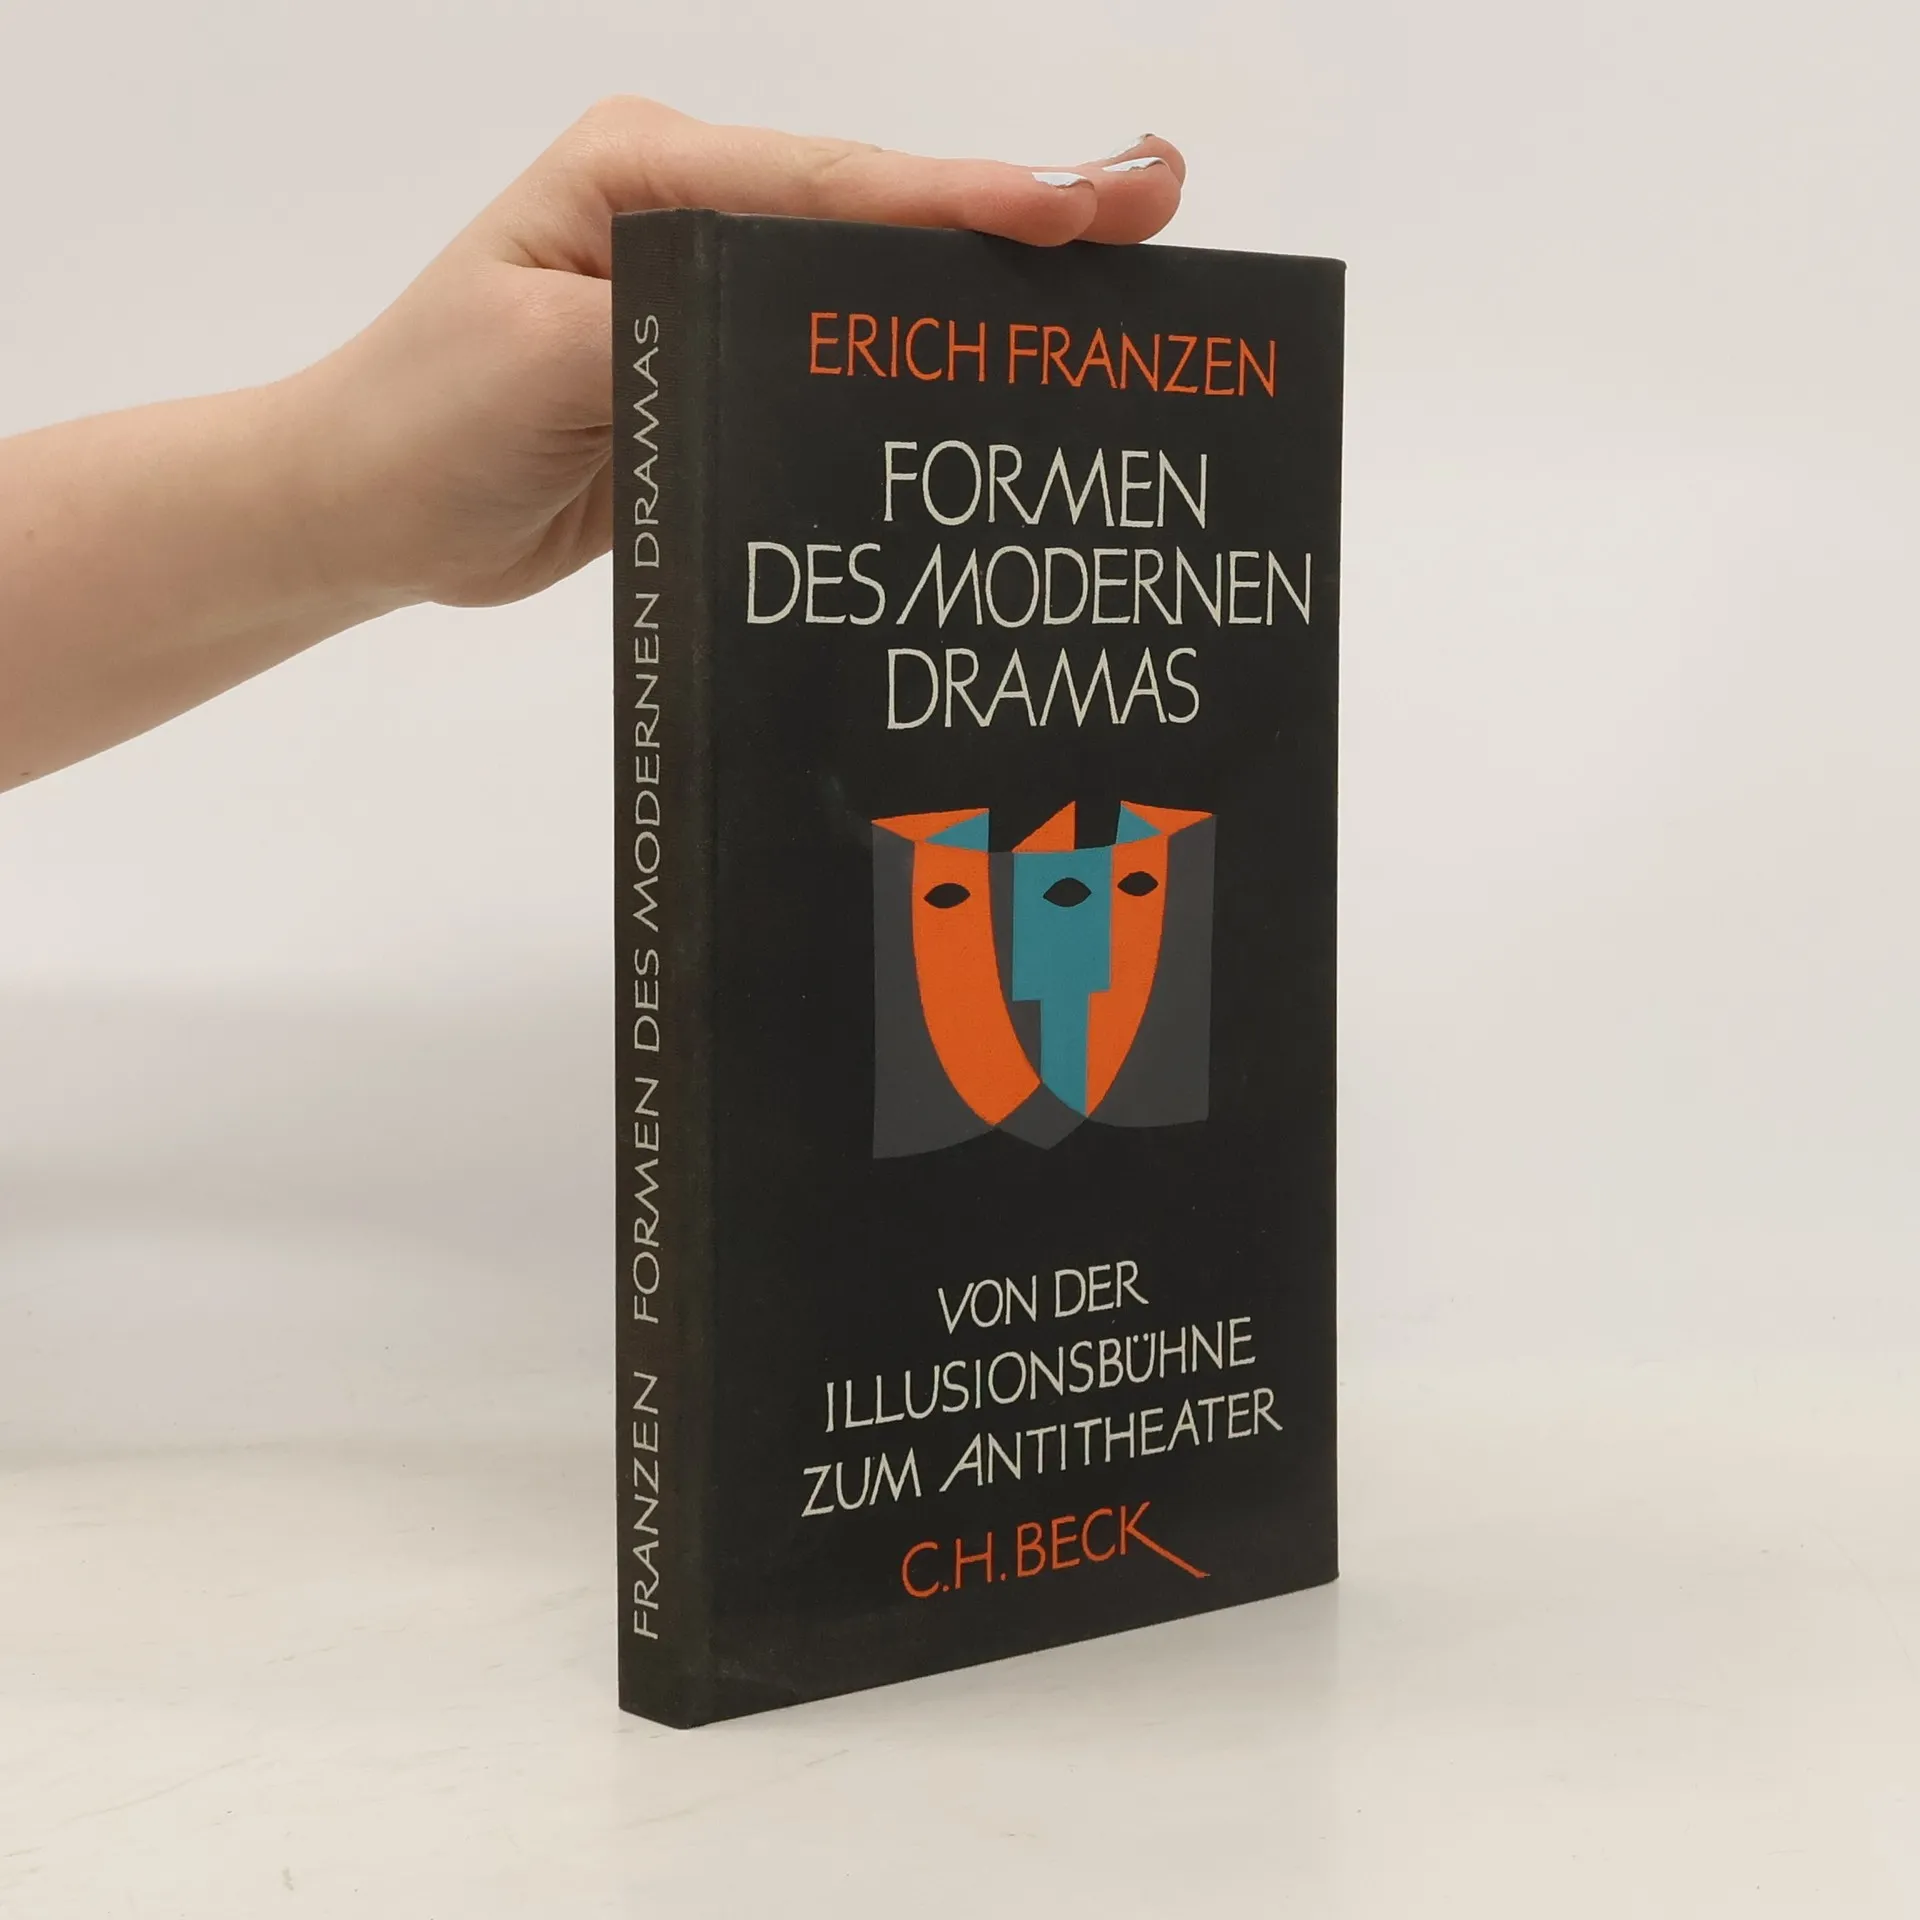 ERICH FRANZEN
FORMEN
DES MODERNEN
DRAMAS
VON DER
ILLUSIONSBÜHNE
ZUM ANTITHEATER
C.H.BECK
FRANZEN FORMEN DES MODERNEN DRAMAS